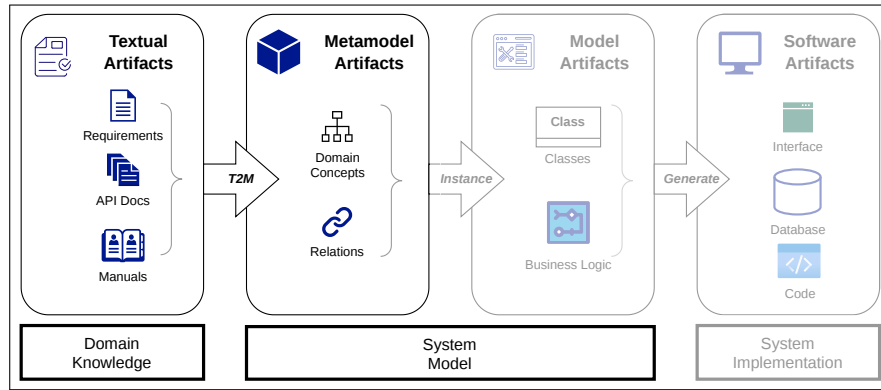 Textual
Artifacts
Requirements
API Docs
Manuals
T2M
Metamodel
Artifacts
Domain
Concepts
Relations
Instance
Model
Artifacts
Class
Classes
Business Logic
Generate
Software
Artifacts
Interface
Database
</>
Code
Domain
Knowledge
System
Model
System
Implementation